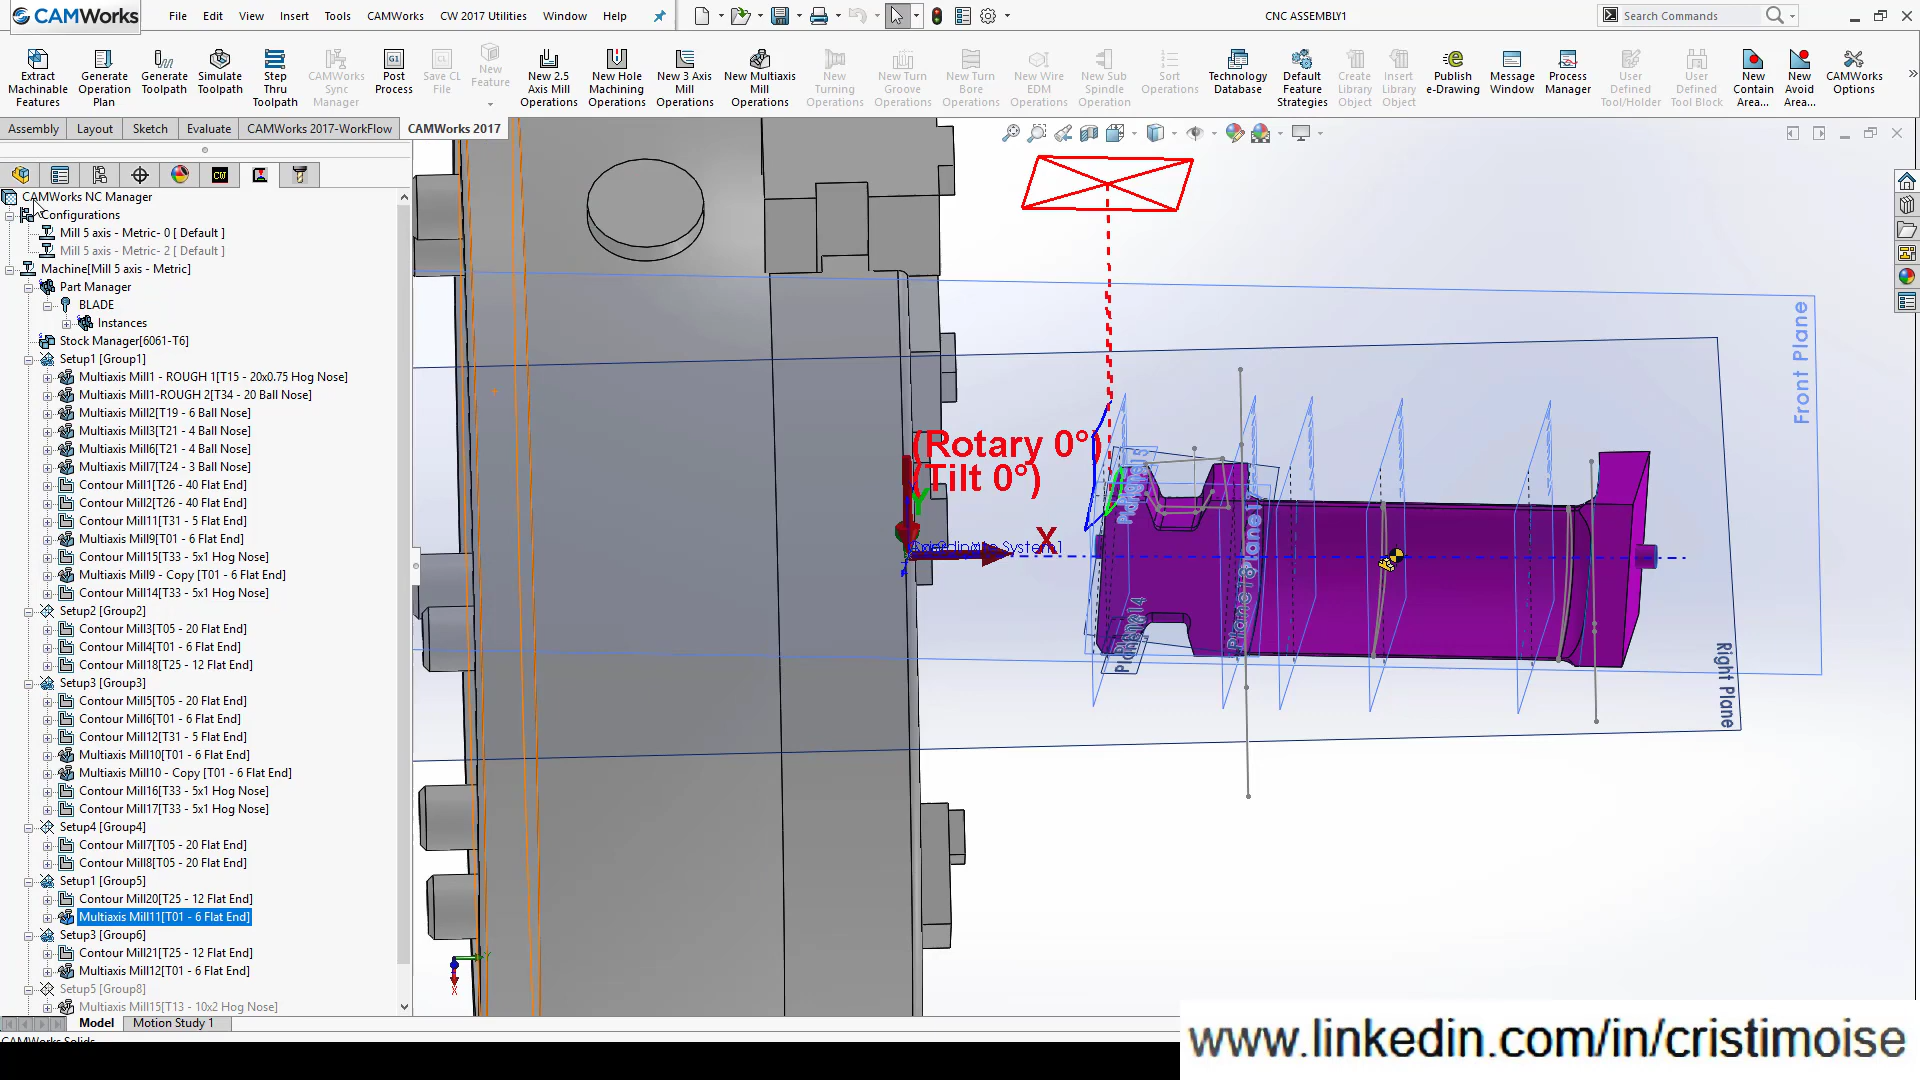 CAMWorks File Edit View Insert Tools CAMWorks CW 2017 Utilities Window Help CNC ASSEMBLY1 Search Commands
Extract Machinable Features
Generate Operation Plan
Generate Toolpath
Simulate Toolpath
Step Thru Toolpath
CAMWorks Sync Manager
G1
Post Process
Save CL File
New Feature
New 2.5 Axis Mill Operations
New Hole Machining Operations
New 3 Axis Mill Operations
New Multiaxis Mill Operations
New Turning Operations
New Turn Groove Operations
New Turn Bore Operations
New Wire EDM Operations
New Sub Spindle Operation
Sort Operations
Technology Database
Default Feature Strategies
Create Library Object
Insert Library Object
Publish e-Drawing
Message Window
Process Manager
User Defined Tool/Holder
User Defined Tool Block
New Contain Area...
New Avoid Area...
CAMWorks Options
Assembly Layout Sketch Evaluate CAMWorks 2017-WorkFlow CAMWorks 2017
CW
CAMWorks NC Manager
Configurations
Mill 5 axis - Metric- 0 [ Default ]
Mill 5 axis - Metric- 2 [ Default ]
Machine[Mill 5 axis - Metric]
Part Manager
BLADE
Instances
Stock Manager[6061-T6]
Setup1 [Group1]
Multiaxis Mill1 - ROUGH 1[T15 - 20x0.75 Hog Nose]
Multiaxis Mill1-ROUGH 2[T34 - 20 Ball Nose]
Multiaxis Mill2[T19 - 6 Ball Nose]
Multiaxis Mill3[T21 - 4 Ball Nose]
Multiaxis Mill6[T21 - 4 Ball Nose]
Multiaxis Mill7[T24 - 3 Ball Nose]
Contour Mill1[T26 - 40 Flat End]
Contour Mill2[T26 - 40 Flat End]
Contour Mill11[T31 - 5 Flat End]
Multiaxis Mill9[T01 - 6 Flat End]
Contour Mill15[T33 - 5x1 Hog Nose]
Multiaxis Mill9 - Copy [T01 - 6 Flat End]
Contour Mill14[T33 - 5x1 Hog Nose]
Setup2 [Group2]
Contour Mill3[T05 - 20 Flat End]
Contour Mill4[T01 - 6 Flat End]
Contour Mill18[T25 - 12 Flat End]
Setup3 [Group3]
Contour Mill5[T05 - 20 Flat End]
Contour Mill6[T01 - 6 Flat End]
Contour Mill12[T31 - 5 Flat End]
Multiaxis Mill10[T01 - 6 Flat End]
Multiaxis Mill10 - Copy [T01 - 6 Flat End]
Contour Mill16[T33 - 5x1 Hog Nose]
Contour Mill17[T33 - 5x1 Hog Nose]
Setup4 [Group4]
Contour Mill7[T05 - 20 Flat End]
Contour Mill8[T05 - 20 Flat End]
Setup1 [Group5]
Contour Mill20[T25 - 12 Flat End]
Multiaxis Mill11[T01 - 6 Flat End]
Setup3 [Group6]
Contour Mill21[T25 - 12 Flat End]
Multiaxis Mill12[T01 - 6 Flat End]
Setup5 [Group8]
Multiaxis Mill15[T13 - 10x2 Hog Nose]
Model Motion Study 1
(Rotary 0°)
(Tilt 0°)
Y
X
Front Plane
Right Plane
www.linkedin.com/in/cristimoise